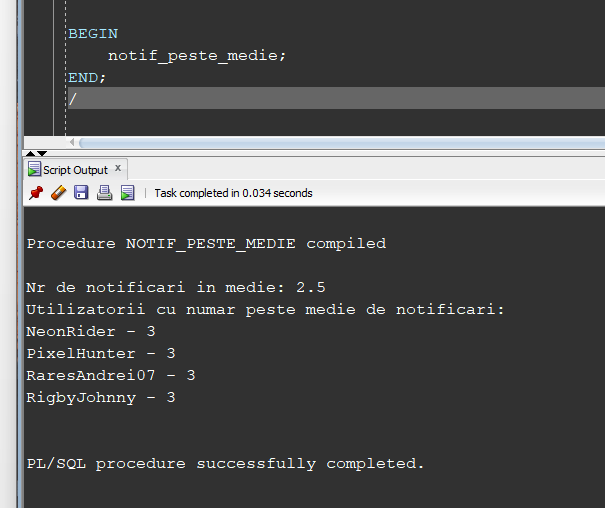 BEGIN
notif_peste_medie;
END;
/
Script Output x
Task completed in 0.034 seconds
Procedure NOTIF_PESTE_MEDIE compiled
Nr de notificari in medie: 2.5
Utilizatorii cu numar peste medie de notificari:
NeonRider - 3
PixelHunter - 3
RaresAndrei07 - 3
RigbyJohnny - 3
PL/SQL procedure successfully completed.